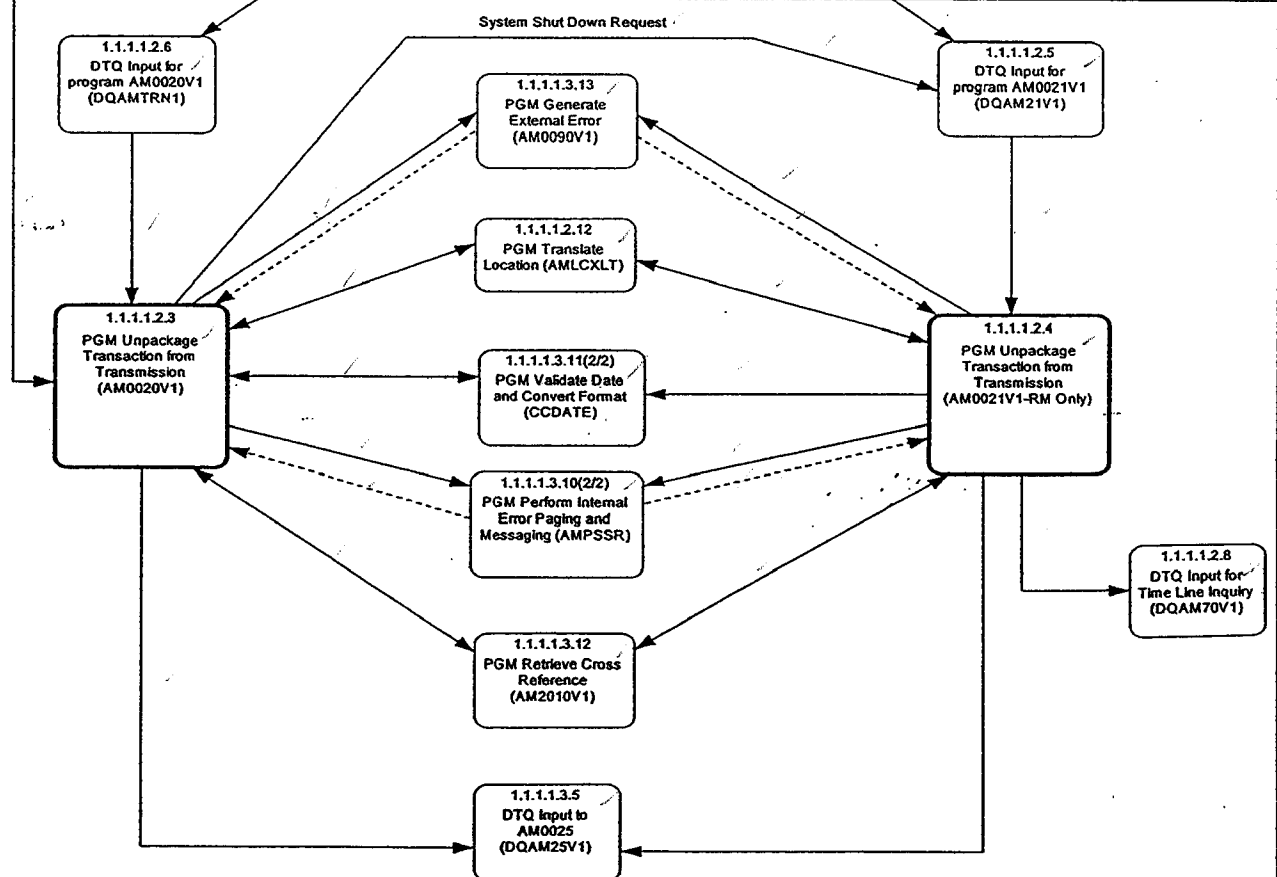 System Shut Down Request
1.1.1.1.2.6
DTQ Input for
program AM0020V1
(DQAMTRN1)
1.1.1.1.3.13
PGM Generate
External Error
(AM0090V1)
1.1.1.1.2.5
DTQ Input for
program AM0021V1
(DQAM21V1)
1.1.1.1.2.12
PGM Translate
Location (AMLCXLT)
1.1.1.1.2.3
PGM Unpackage
Transaction from
Transmission
(AM0020V1)
1.1.1.1.3.11(2/2)
PGM Validate Date
and Convert Format
(CCDATE)
1.1.1.1.2.4
PGM Unpackage
Transaction from
Transmission
(AM0021V1-RM Only)
1.1.1.1.3.10(2/2)
PGM Perform Internal
Error Paging and
Messaging (AMPSSR)
1.1.1.1.2.8
DTQ Input for
Time Line Inquiry
(DQAM70V1)
1.1.1.1.3.12
PGM Retrieve Cross
Reference
(AM2010V1)
1.1.1.1.3.5
DTQ Input to
AM0025
(DQAM25V1)